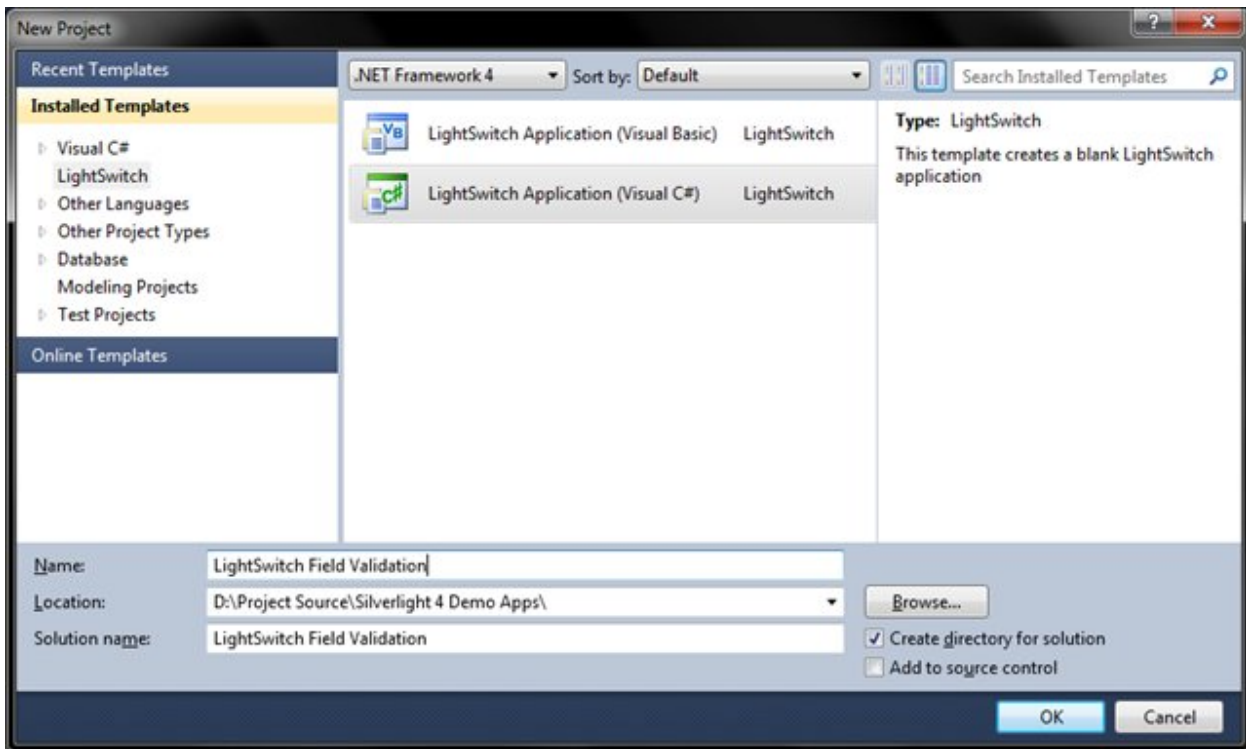 New Project
Recent Templates
Installed Templates
Visual C#
LightSwitch
Other Languages
Other Project Types
Database
Modeling Projects
Test Projects
Online Templates
.NET Framework 4 Sort by: Default Search Installed Templates
VB LightSwitch Application (Visual Basic) LightSwitch
C# LightSwitch Application (Visual C#) LightSwitch
Type: LightSwitch
This template creates a blank LightSwitch
application
Name: LightSwitch Field Validation
Location: D:\Project Source\Silverlight 4 Demo Apps\ Browse...
Solution name: LightSwitch Field Validation
Create directory for solution
Add to source control
OK Cancel